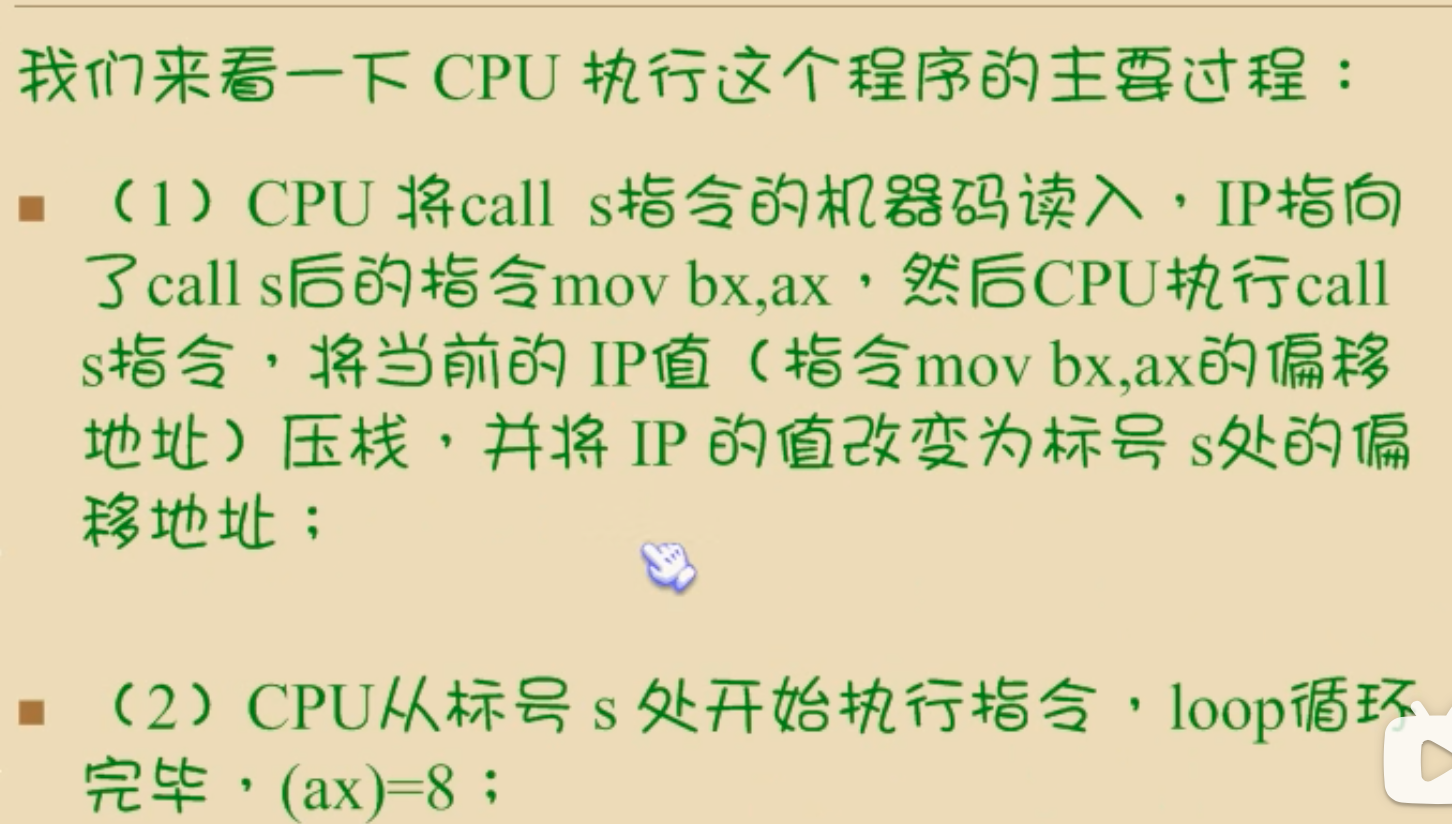 我们来看一下 CPU 执行这个程序的主要过程：
（1）CPU 将call s指令的机器码读入，IP指向
了call s后的指令mov bx,ax，然后CPU执行call
s指令，将当前的 IP值（指令mov bx,ax的偏移
地址）压栈，并将 IP 的值改变为标号 s处的偏
移地址；
（2）CPU从标号 s 处开始执行指令，loop循环
完毕，(ax)=8；